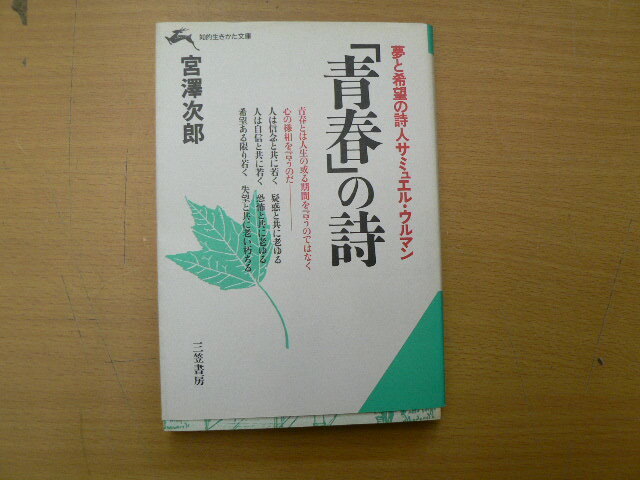 知的生きかた文庫
夢と希望の詩人サミュエル・ウルマン
「青春」の詩
宮澤次郎
青春とは人生の或る期間を言うのではなく
心の様相を言うのだ――
人は信念と共に若く 疑惑と共に老ゆる
人は自信と共に若く 恐怖と共に老ゆる
希望ある限り若く 失望と共に老い朽ちる
三笠書房